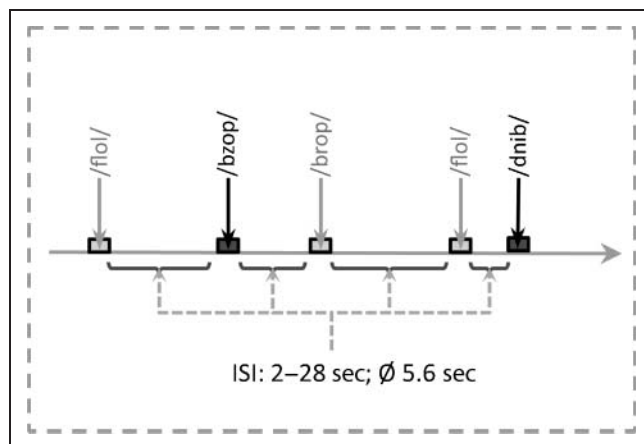 /flol/
/bzop/
/brop/
/flol/
/dnib/
ISI: 2–28 sec; Ø 5.6 sec